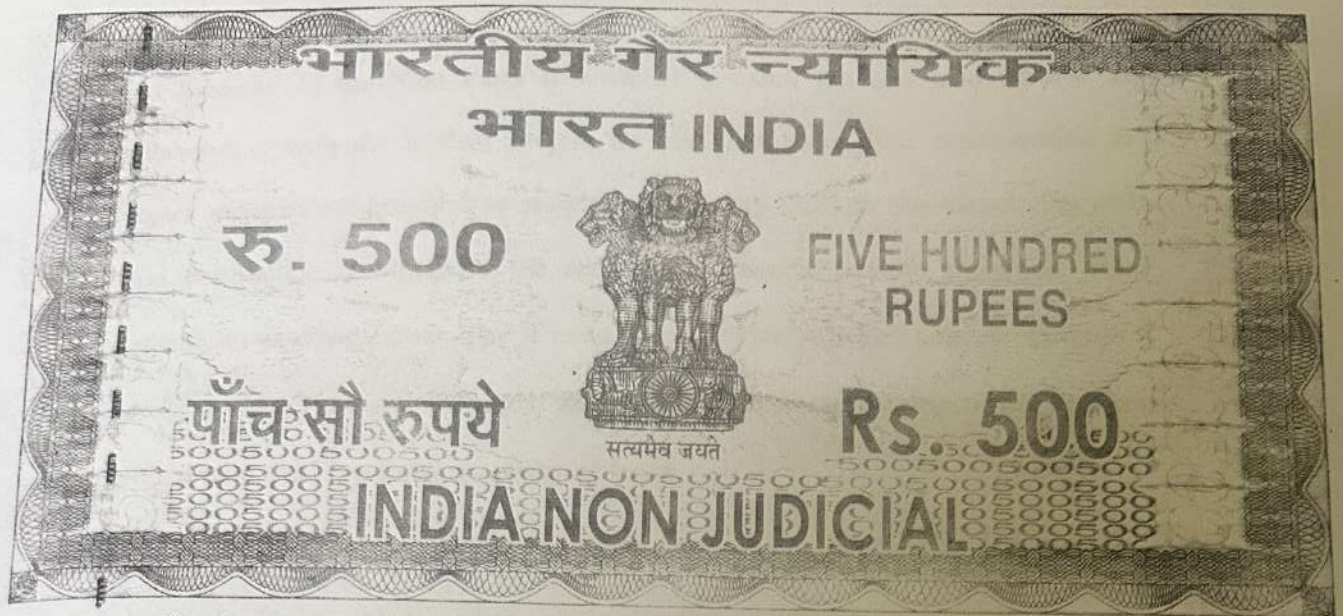 भारतीय गैर न्यायिक
भारत INDIA
रु. 500
FIVE HUNDRED
RUPEES
पाँच सौ रुपये
सत्यमेव जयते
Rs. 500
INDIA NON JUDICIAL